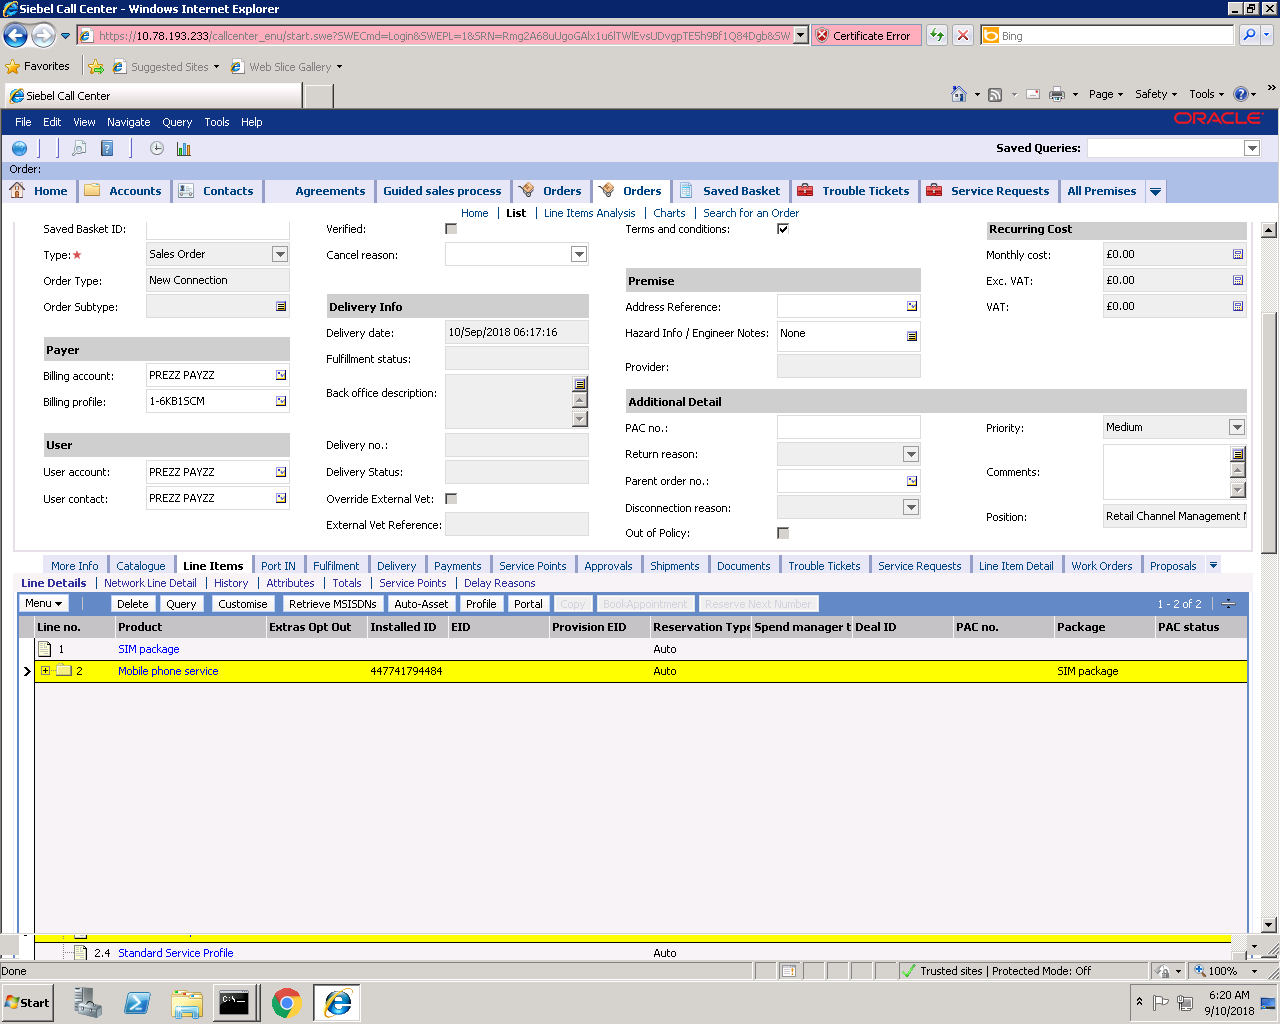 Siebel Call Center - Windows Internet Explorer
https://10.78.193.233/callcenter_enu/start.swe?SWECmd=Login&SWEPL=1&SRN=
Certificate Error
Bing
Favorites
Suggested Sites
Web Slice Gallery
Siebel Call Center
Page
Safety
Tools
»
File Edit View Navigate Query Tools Help
ORACLE
Saved Queries:
Order:
Home Accounts Contacts Agreements Guided sales process Orders Orders Saved Basket Trouble Tickets Service Requests All Premises
Home | List | Line Items Analysis | Charts | Search for an Order
Saved Basket ID:
Verified:
Terms and conditions:
Recurring Cost
Type:★ Sales Order
Cancel reason:
Monthly cost: £0.00
Order Type: New Connection
Premise
Exc. VAT: £0.00
Order Subtype:
Delivery Info
Address Reference:
VAT: £0.00
Delivery date: 10/Sep/2018 06:17:16
Hazard Info / Engineer Notes: None
Payer
Fulfillment status:
Provider:
Billing account: PREZZ PAYZZ
Back office description:
Billing profile: 1-6KB1SCM
Additional Detail
PAC no.:
Priority: Medium
User
Delivery no.:
Return reason:
User account: PREZZ PAYZZ
Delivery Status:
Parent order no.:
Comments:
User contact: PREZZ PAYZZ
Override External Vet:
Disconnection reason:
Position: Retail Channel Management
External Vet Reference:
Out of Policy:
More Info Catalogue Line Items Port IN Fulfilment Delivery Payments Service Points Approvals Shipments Documents Trouble Tickets Service Requests Line Item Detail Work Orders Proposals
Line Details | Network Line Detail | History | Attributes | Totals | Service Points | Delay Reasons
Menu Delete Query Customise Retrieve MSISDNs Auto-Asset Profile Portal Copy BookAppointment Reserve Next Number 1 - 2 of 2
Line no. Product Extras Opt Out Installed ID EID Provision EID Reservation Type Spend manager t Deal ID PAC no. Package PAC status
1 SIM package Auto
2 Mobile phone service 447741794484 Auto SIM package
2.4 Standard Service Profile Auto
Done
Trusted sites | Protected Mode: Off
100%
Start
6:20 AM
9/10/2018